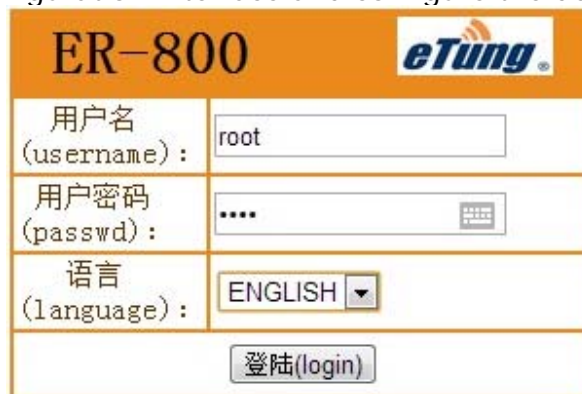 ER-800
eTung
用户名
(username):
root
用户密码
(passwd):
••••
语言
(language):
ENGLISH
登陆(login)